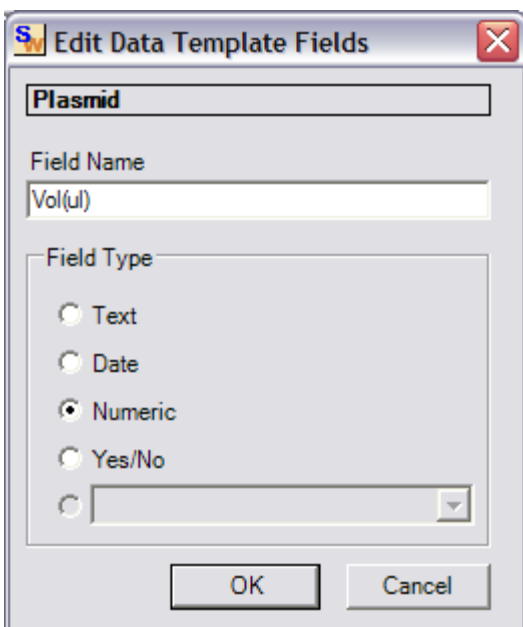 SW Edit Data Template Fields
Plasmid
Field Name
Vol(ul)
Field Type
Text
Date
Numeric
Yes/No
OK Cancel